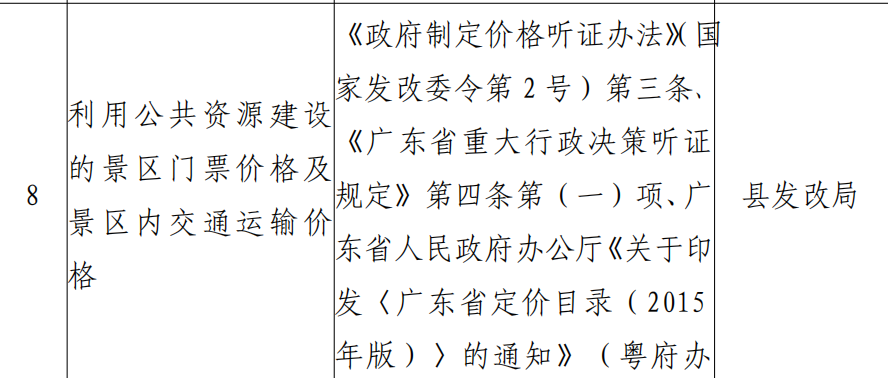 8
利用公共资源建设
的景区门票价格及
景区内交通运输价
格
《政府制定价格听证办法》（国
家发改委令第2号）第三条、
《广东省重大行政决策听证
规定》第四条第（一）项、广
东省人民政府办公厅《关于印
发〈广东省定价目录（2015
年版）〉的通知》（粤府办
县发改局